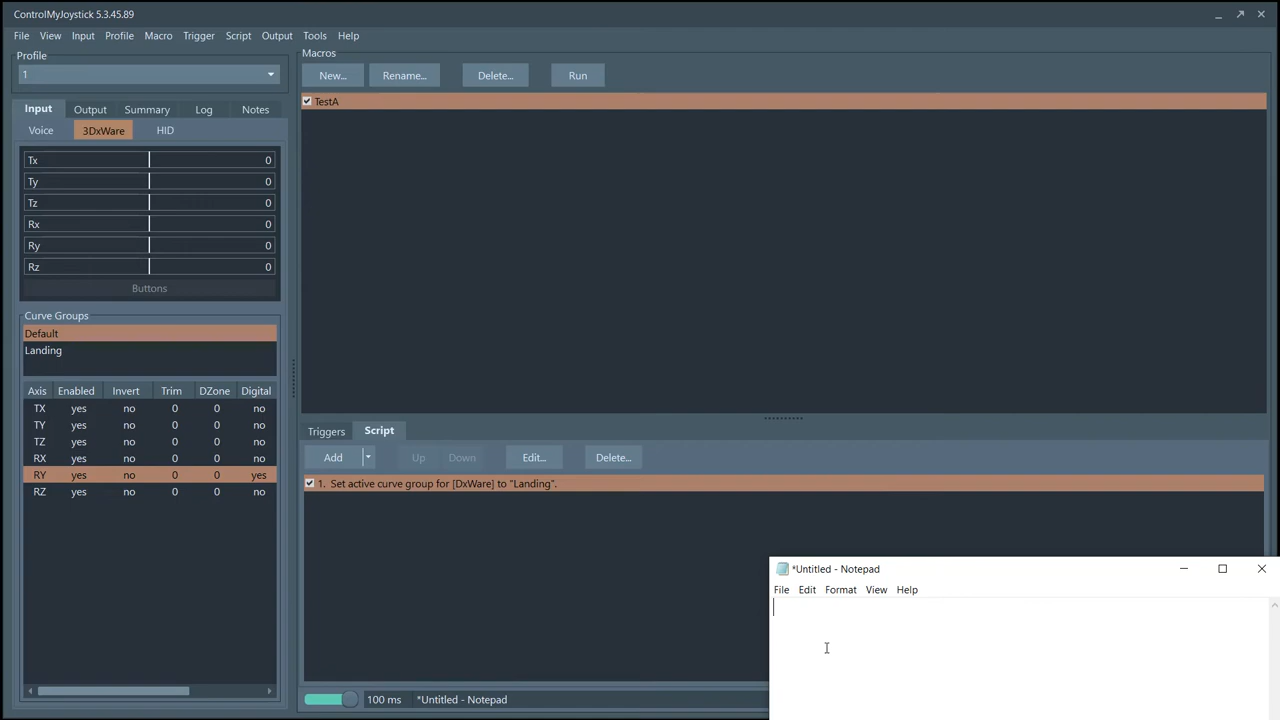 ControlMyJoystick 5.3.45.89
File View Input Profile Macro Trigger Script Output Tools Help
Profile
1
Input Output Summary Log Notes
Voice 3DxWare HID
Tx 0
Ty 0
Tz 0
Rx 0
Ry 0
Rz 0
Buttons
Curve Groups
Default
Landing
Axis Enabled Invert Trim DZone Digital
TX yes no 0 0 no
TY yes no 0 0 no
TZ yes no 0 0 no
RX yes no 0 0 no
RY yes no 0 0 yes
RZ yes no 0 0 no
Macros
New... Rename... Delete... Run
TestA
Triggers Script
Add Up Down Edit... Delete...
1. Set active curve group for [DxWare] to "Landing".
100 ms *Untitled - Notepad
*Untitled - Notepad
File Edit Format View Help